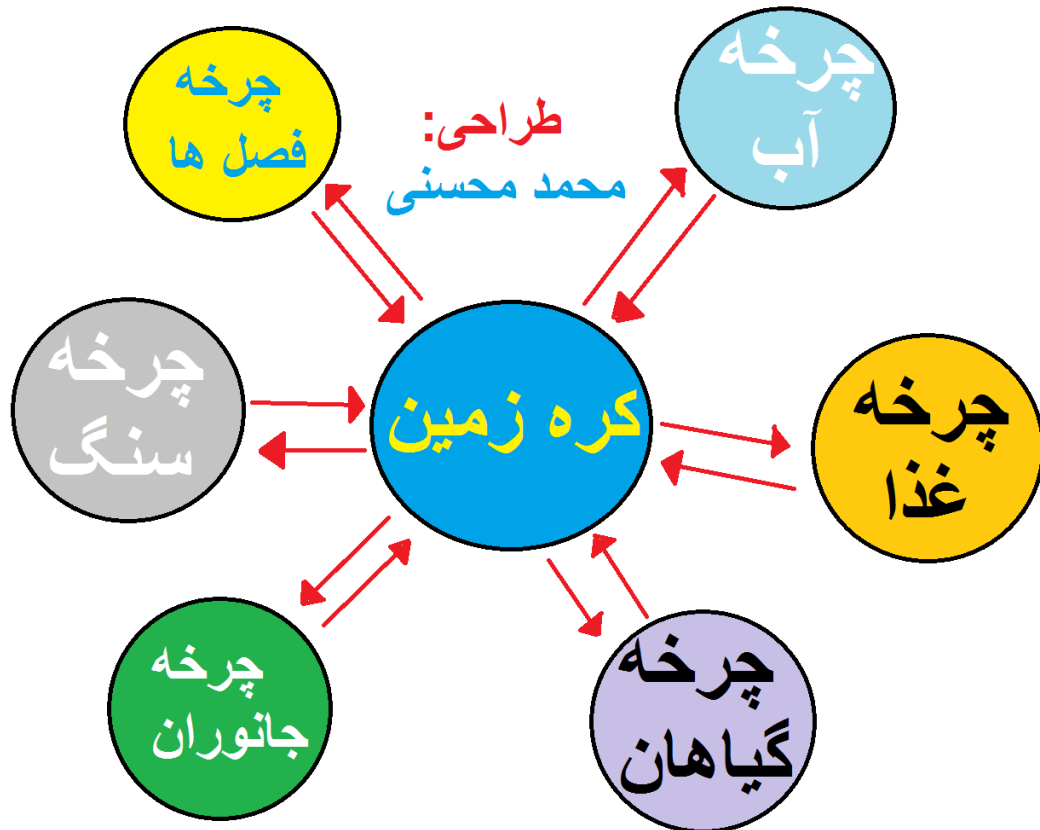 چرخه
آب
چرخه
فصل ها
طراحی:
محمد محسنی
کره زمین
چرخه
غذا
چرخه
سنگ
چرخه
گیاهان
چرخه
جانوران